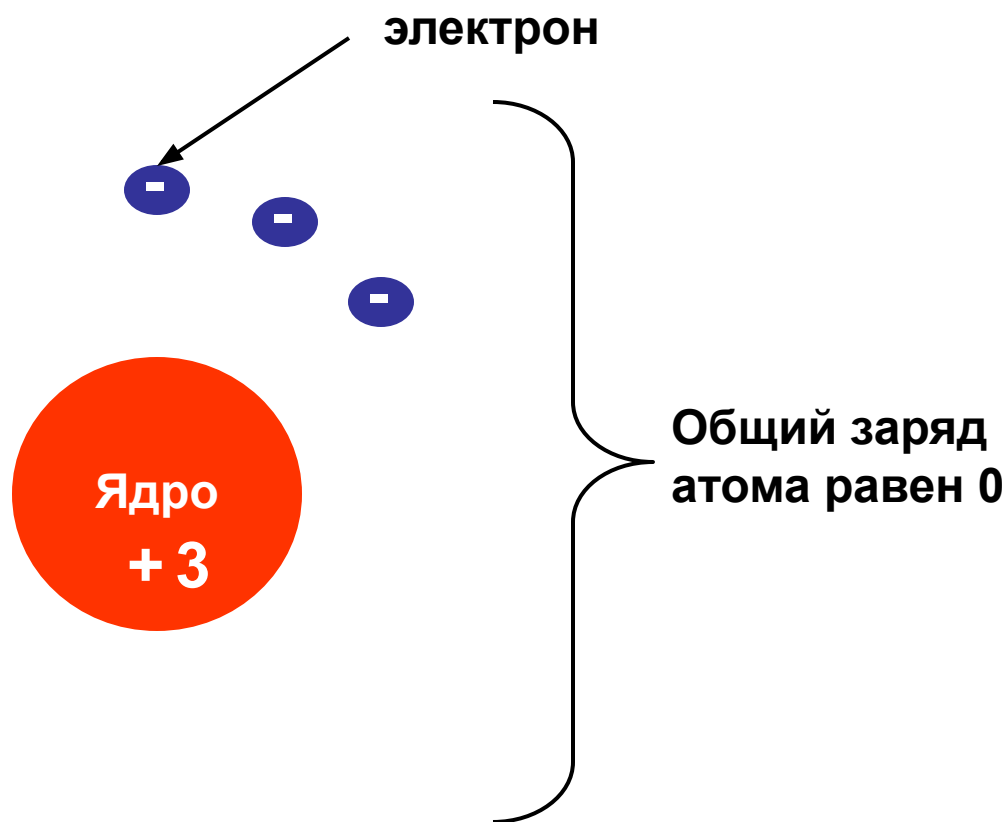 электрон
-
-
-
Ядро
+ 3
Общий заряд
атома равен 0